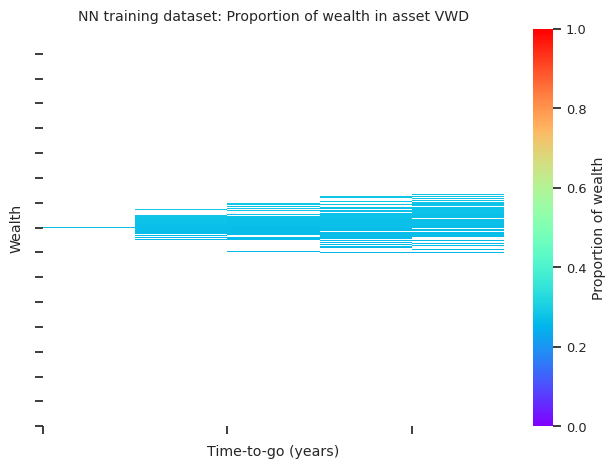 NN training dataset: Proportion of wealth in asset VWD
Wealth
Time-to-go (years)
1.0
0.8
0.6
0.4
0.2
0.0
Proportion of wealth